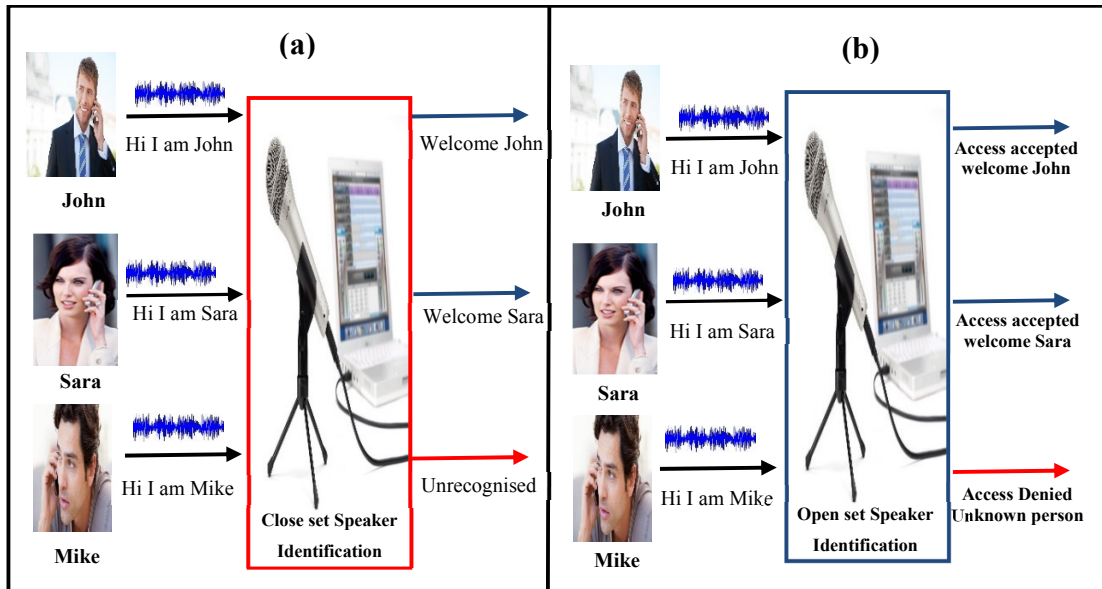 (a)
Hi I am John
John
Welcome John
Hi I am Sara
Sara
Welcome Sara
Hi I am Mike
Mike
Unrecognised
Close set Speaker
Identification
(b)
Hi I am John
John
Access accepted
welcome John
Hi I am Sara
Sara
Access accepted
welcome Sara
Hi I am Mike
Mike
Access Denied
Unknown person
Open set Speaker
Identification